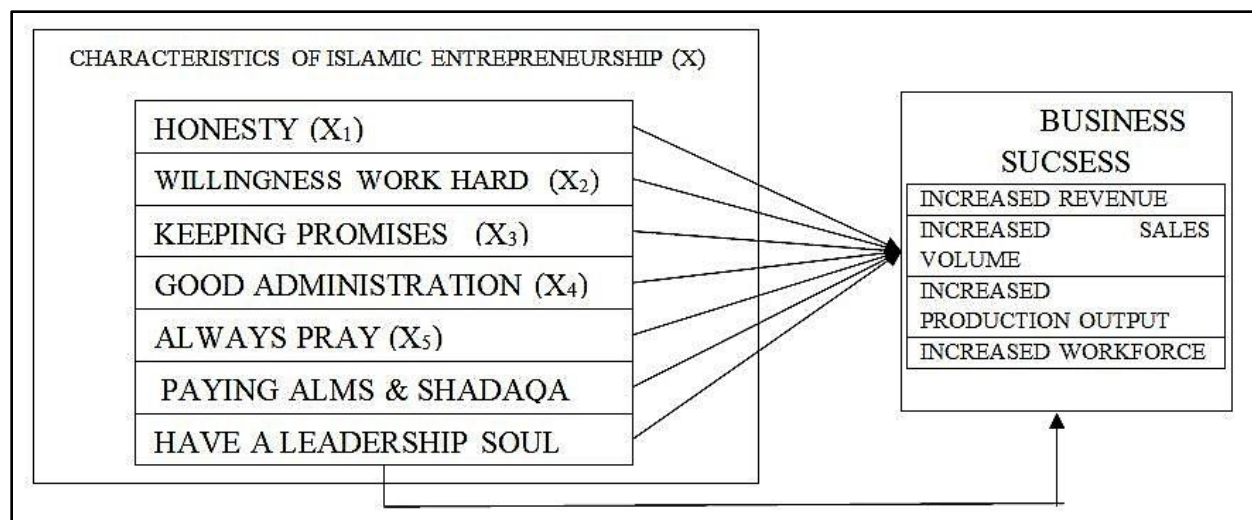 CHARACTERISTICS OF ISLAMIC ENTREPRENEURSHIP (X)
HONESTY (X₁)
WILLINGNESS WORK HARD (X₂)
KEEPING PROMISES (X₃)
GOOD ADMINISTRATION (X₄)
ALWAYS PRAY (X₅)
PAYING ALMS & SHADAQA
HAVE A LEADERSHIP SOUL
BUSINESS
SUCSESS
INCREASED REVENUE
INCREASED SALES
VOLUME
INCREASED
PRODUCTION OUTPUT
INCREASED WORKFORCE